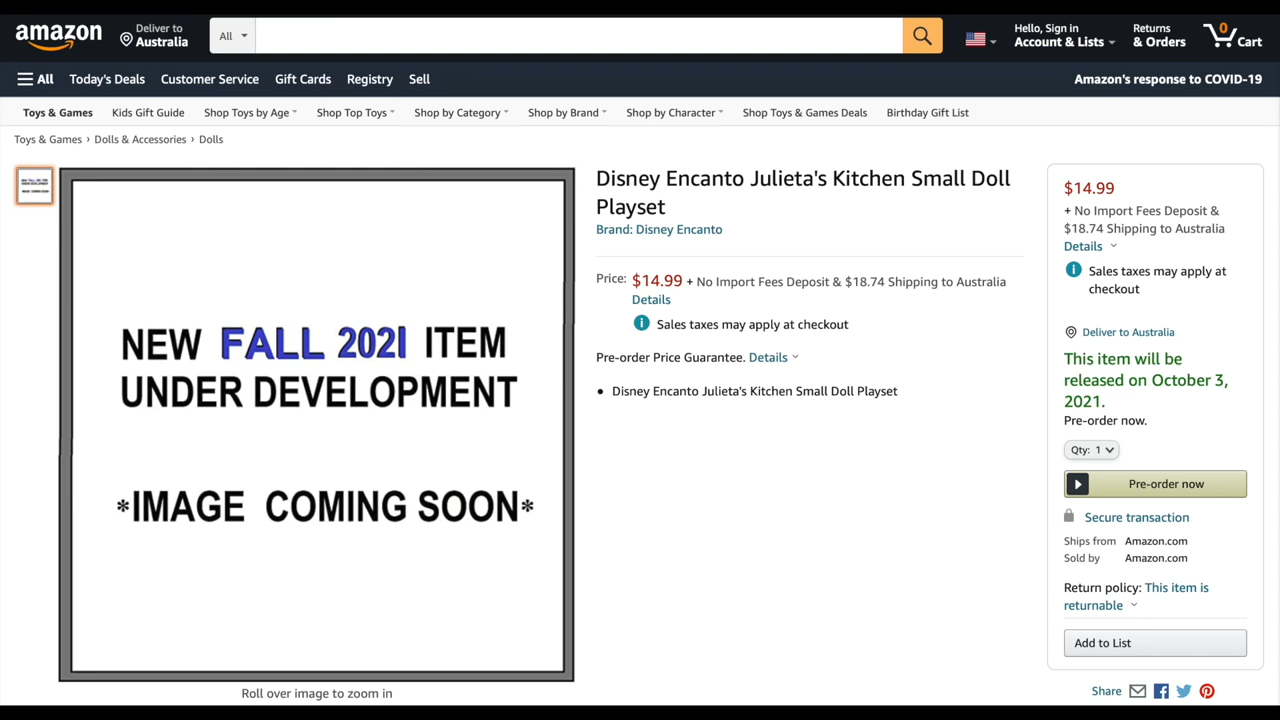 amazon
Deliver to
Australia
All
Hello, Sign in
Account & Lists
Returns
& Orders
0
Cart
All
Today's Deals
Customer Service
Gift Cards
Registry
Sell
Amazon's response to COVID-19
Toys & Games
Kids Gift Guide
Shop Toys by Age
Shop Top Toys
Shop by Category
Shop by Brand
Shop by Character
Shop Toys & Games Deals
Birthday Gift List
Toys & Games › Dolls & Accessories › Dolls
NEW FALL 2021 ITEM
UNDER DEVELOPMENT
*IMAGE COMING SOON*
NEW FALL 2021 ITEM
UNDER DEVELOPMENT
*IMAGE COMING SOON*
Roll over image to zoom in
Disney Encanto Julieta's Kitchen Small Doll
Playset
Brand: Disney Encanto
Price: $14.99 + No Import Fees Deposit & $18.74 Shipping to Australia
Details
Sales taxes may apply at checkout
Pre-order Price Guarantee. Details
• Disney Encanto Julieta's Kitchen Small Doll Playset
$14.99
+ No Import Fees Deposit &
$18.74 Shipping to Australia
Details
Sales taxes may apply at
checkout
Deliver to Australia
This item will be
released on October 3,
2021.
Pre-order now.
Qty: 1
Pre-order now
Secure transaction
Ships from Amazon.com
Sold by Amazon.com
Return policy: This item is
returnable
Add to List
Share